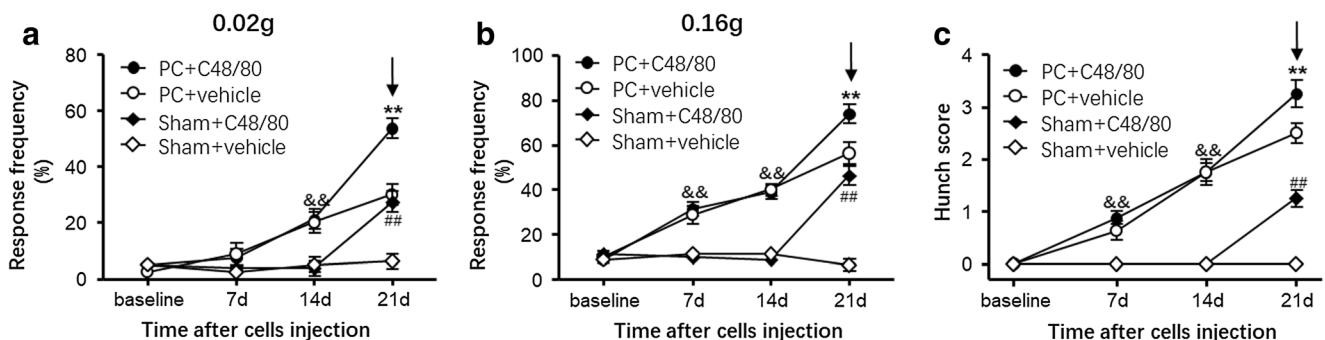 a
0.02g
Response frequency
(%)
80
60
40
20
0
PC+C48/80
PC+vehicle
Sham+C48/80
Sham+vehicle
**
&&
##
baseline 7d 14d 21d
Time after cells injection
b
0.16g
Response frequency
(%)
100
80
60
40
20
0
PC+C48/80
PC+vehicle
Sham+C48/80
Sham+vehicle
**
&& &&
##
baseline 7d 14d 21d
Time after cells injection
c
Hunch score
4
3
2
1
0
PC+C48/80
PC+vehicle
Sham+C48/80
Sham+vehicle
**
&&
##
&&
baseline 7d 14d 21d
Time after cells injection